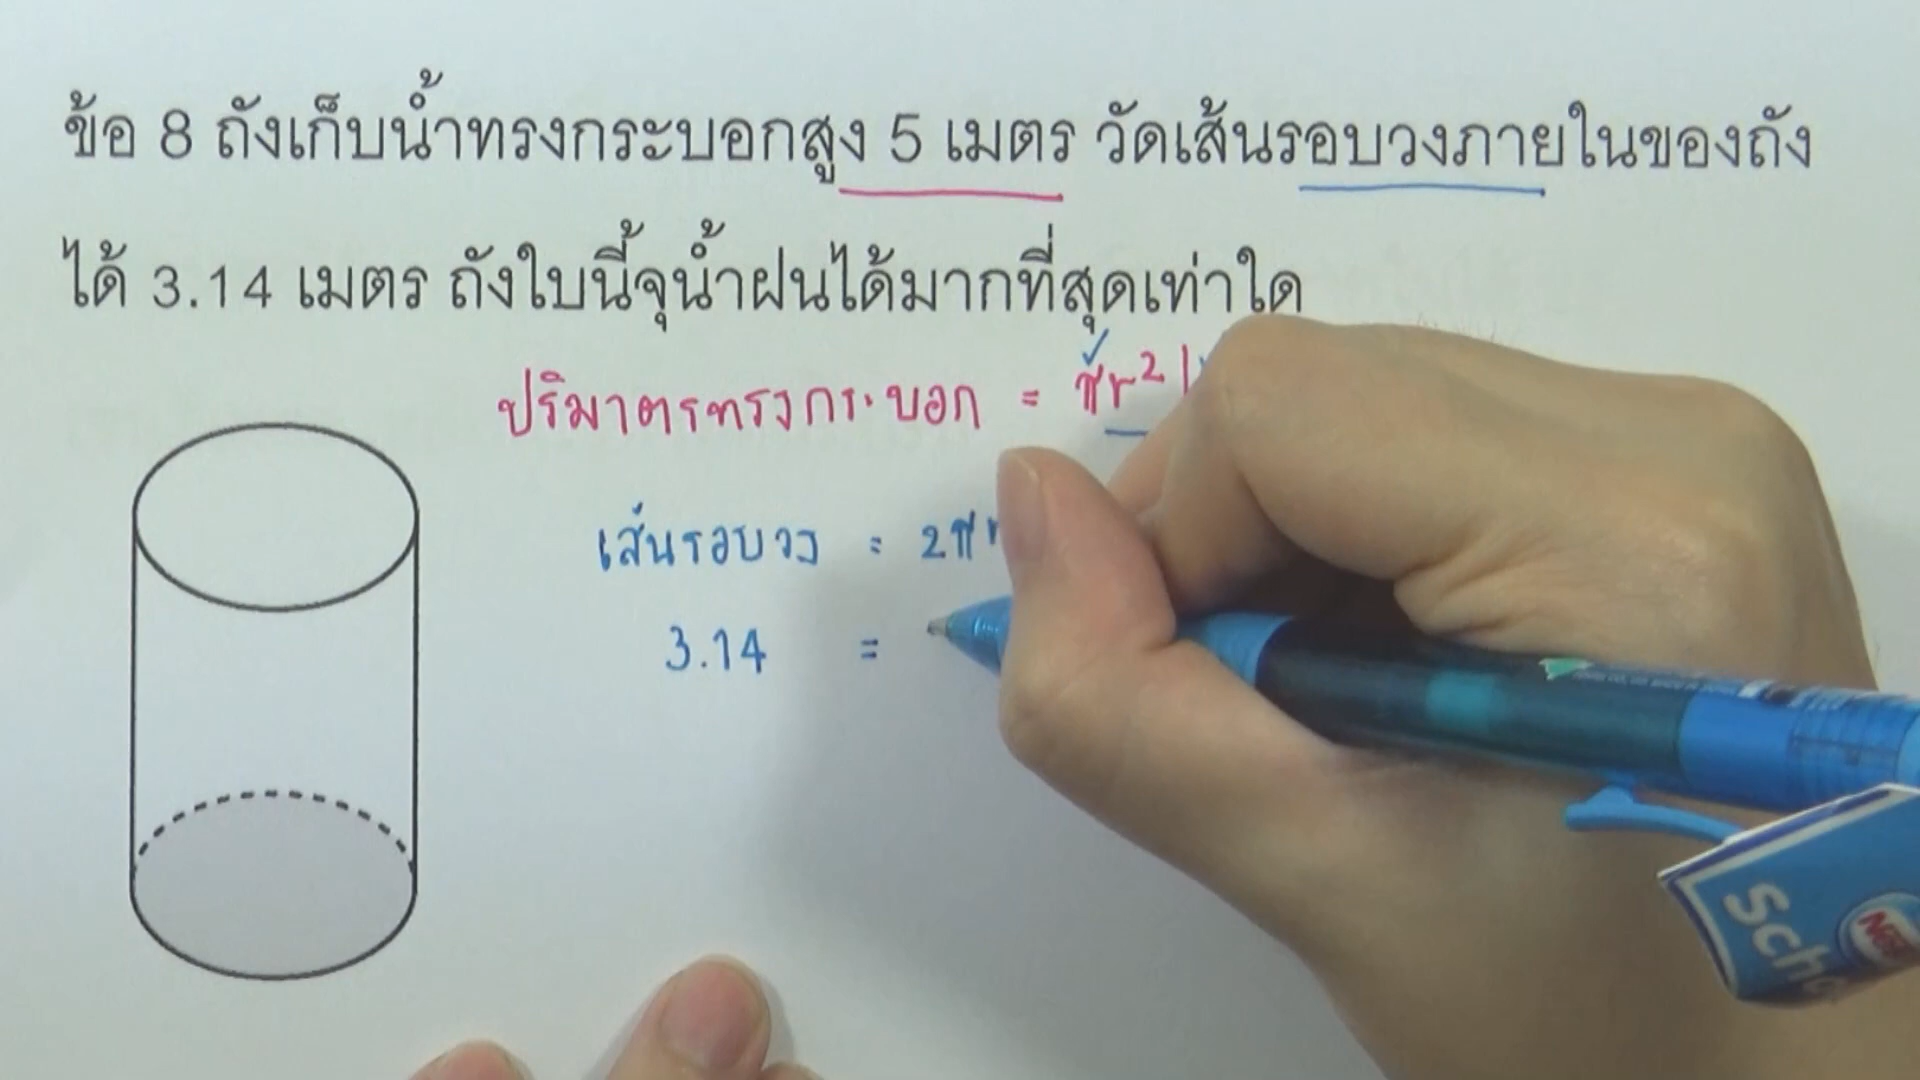 ข้อ 8 ถังเก็บน้ำทรงกระบอกสูง 5 เมตร วัดเส้นรอบวงภายในของถัง
ได้ 3.14 เมตร ถังใบนี้จุน้ำฝนได้มากที่สุดเท่าใด
ปริมาตรทรงกระบอก = πr²
เส้นรอบวง = 2πr
3.14 =